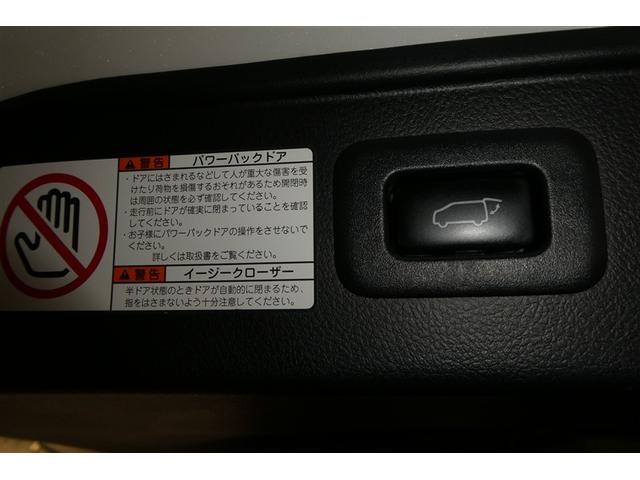 警告 パワーバックドア
・ドアにはさまれるなどして人が重大な傷害を受
けたり荷物を損傷するおそれがあるため開閉時
は周囲の状態を必ず確認してください。
・走行前にドアが確実に閉まっていることを確認
してください。
・お子様にパワーバックドアの操作をさせないで
ください。
詳しくは取扱書をご覧ください。
警告 イージークローザー
半ドア状態のときドアが自動的に閉まるため、
指をはさまないよう十分注意してください。